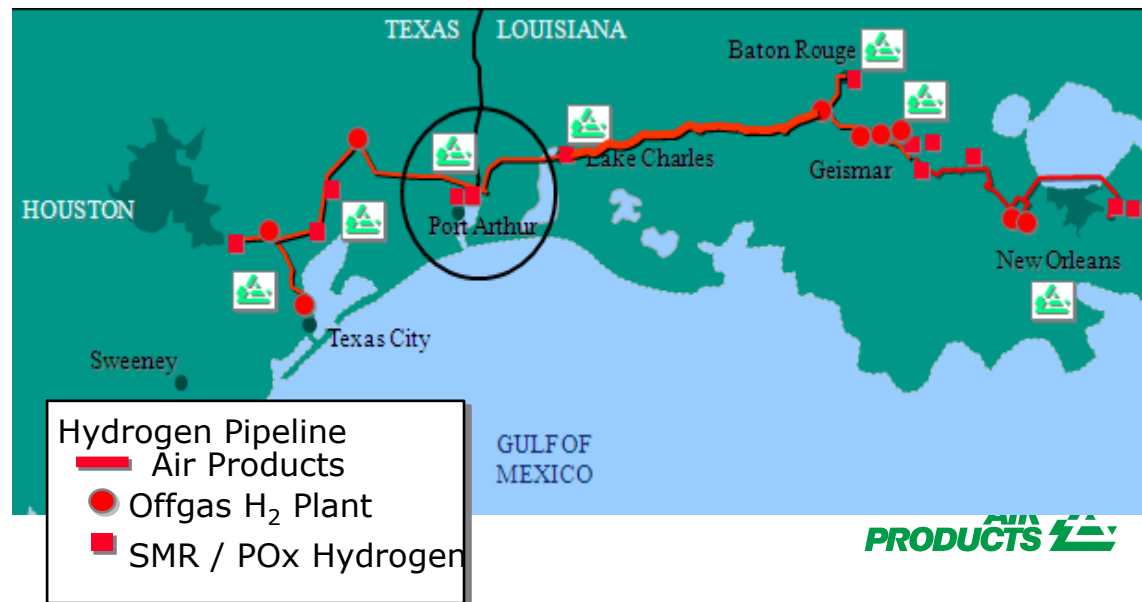 TEXAS LOUISIANA
Baton Rouge
Lake Charles
Geismar
HOUSTON
Port Arthur
New Orleans
Texas City
Sweeney
GULF OF
MEXICO
Hydrogen Pipeline
Air Products
Offgas H₂ Plant
SMR / POx Hydrogen
AIR
PRODUCTS